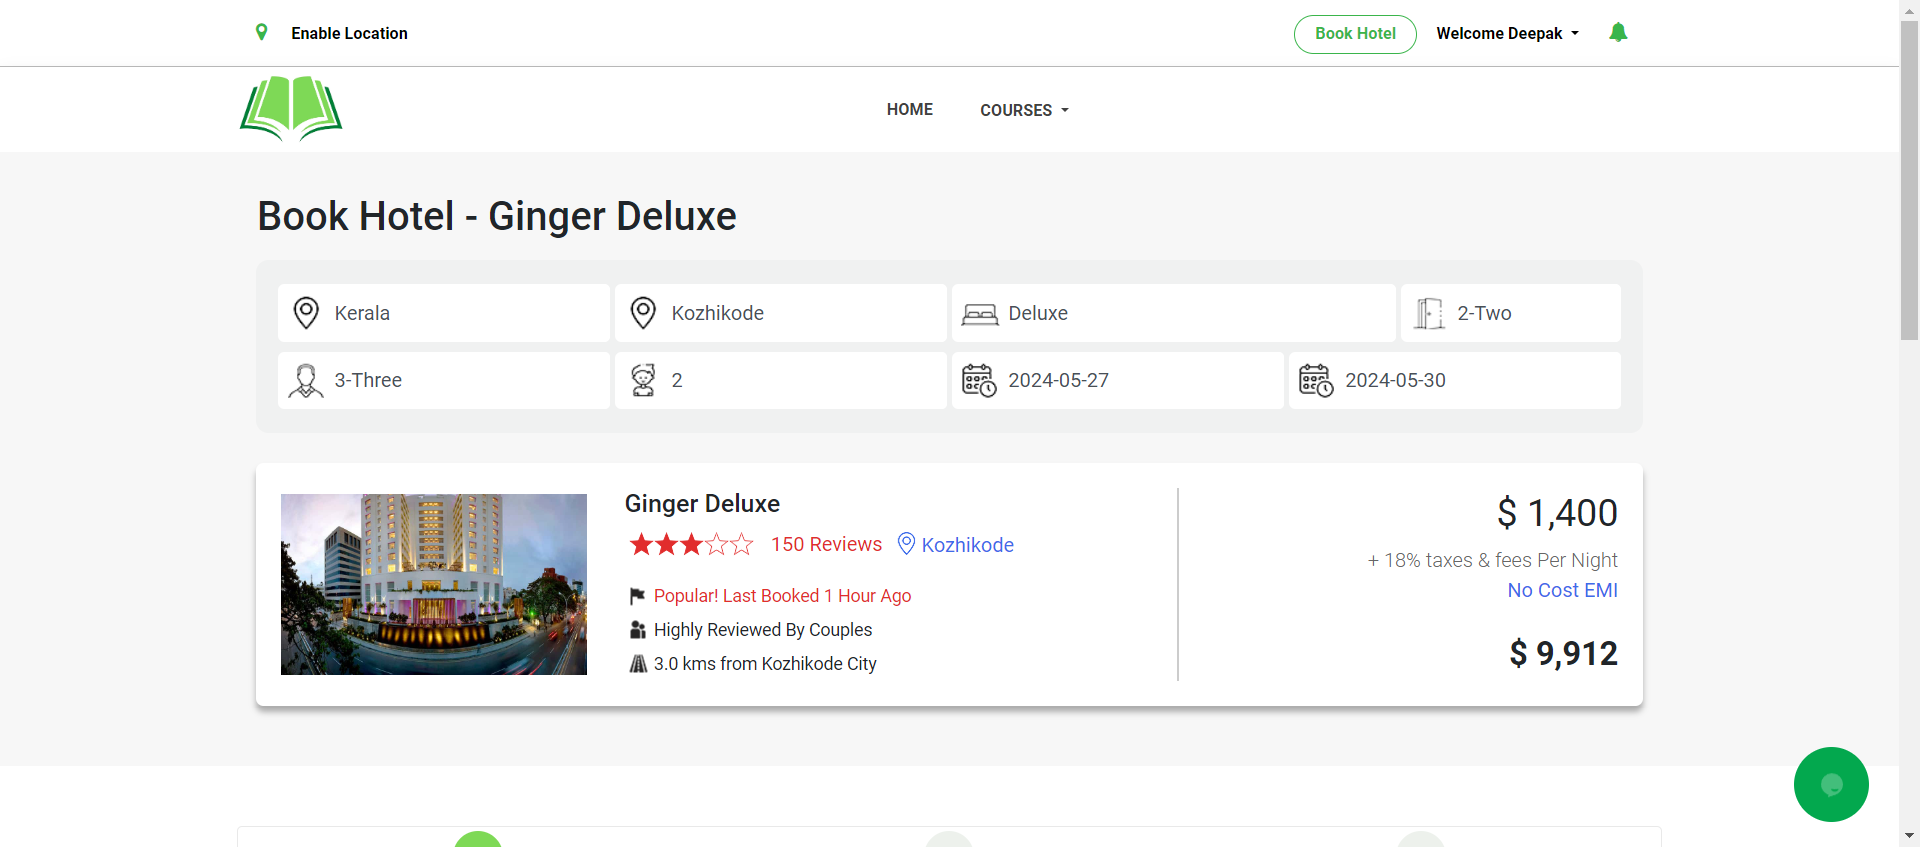 Enable Location
Book Hotel
Welcome Deepak
HOME
COURSES
Book Hotel - Ginger Deluxe
Kerala
Kozhikode
Deluxe
2-Two
3-Three
2
2024-05-27
2024-05-30
Ginger Deluxe
150 Reviews
Kozhikode
Popular! Last Booked 1 Hour Ago
Highly Reviewed By Couples
3.0 kms from Kozhikode City
$ 1,400
+ 18% taxes & fees Per Night
No Cost EMI
$ 9,912